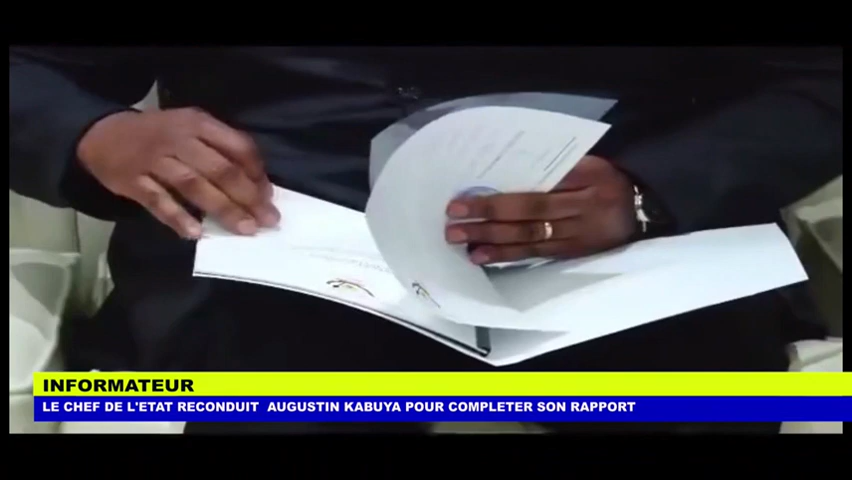 INFORMATEUR
LE CHEF DE L'ETAT RECONDUIT AUGUSTIN KABUYA POUR COMPLETER SON RAPPORT